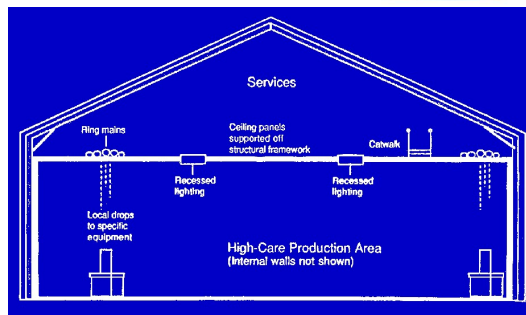 Services
Ring mains
Ceiling panels
supported off
structural framework
Catwalk
Recessed
lighting
Recessed
lighting
Local drops
to specific
equipment
High-Care Production Area
(Internal walls not shown)